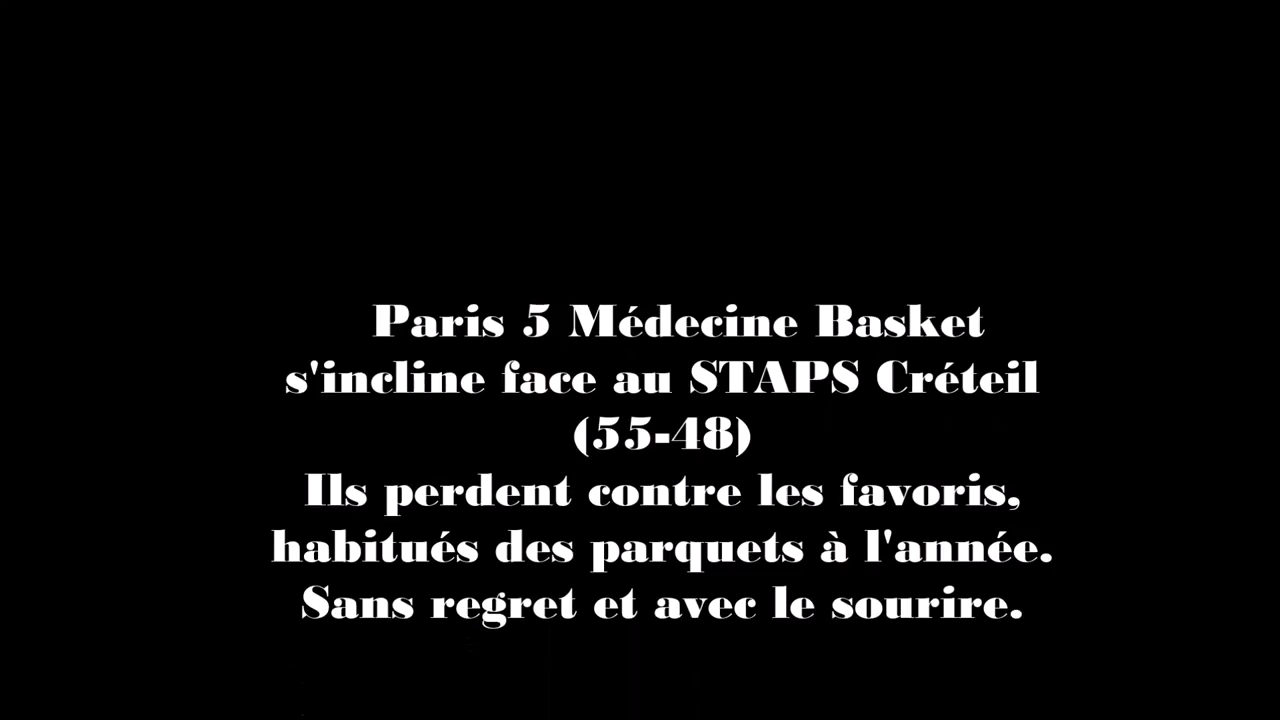 Paris 5 Médecine Basket
s'incline face au STAPS Créteil
(55-48)
Ils perdent contre les favoris,
habitués des parquets à l'année.
Sans regret et avec le sourire.